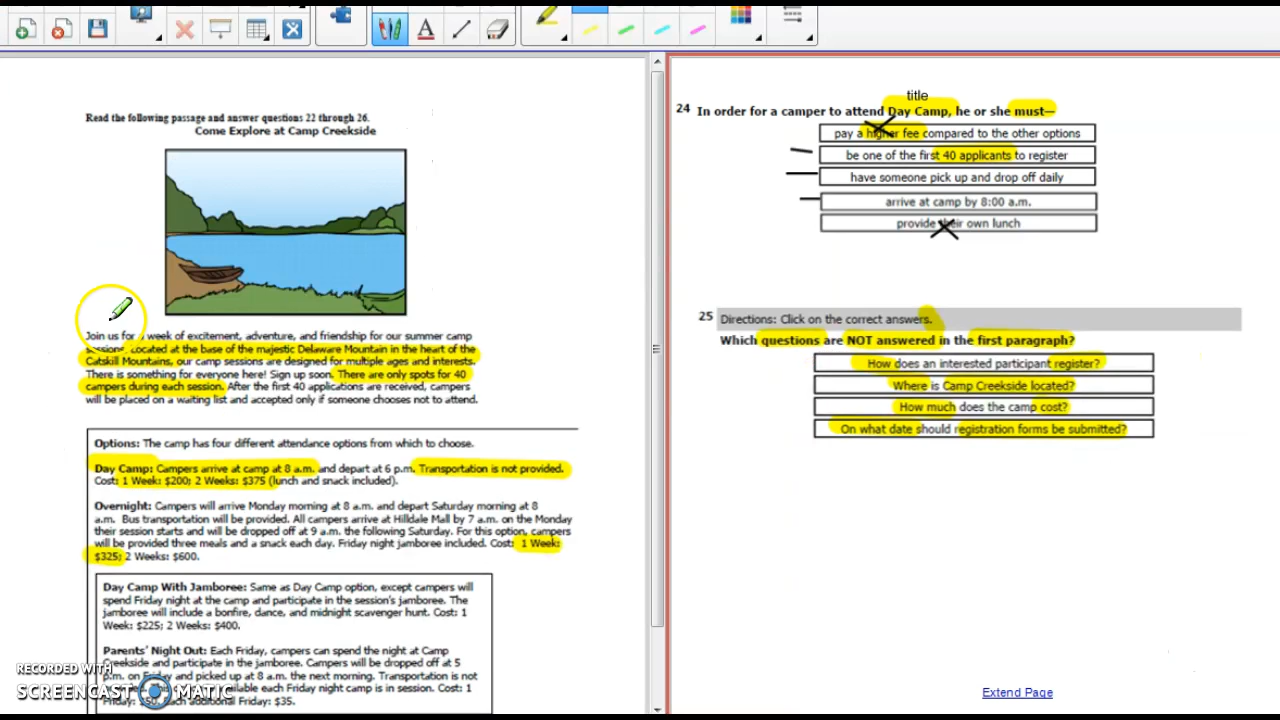 Read the following passage and answer questions 22 through 26.
Come Explore at Camp Creekside
Join us for a week of excitement, adventure, and friendship for our summer camp
sessions. Located at the base of the majestic Delaware Mountain in the heart of the
Catskill Mountains, our camp sessions are designed for multiple ages and interests.
There is something for everyone here! Sign up soon. There are only spots for 40
campers during each session. After the first 40 applications are received, campers
will be placed on a waiting list and accepted only if someone chooses not to attend.
Options: The camp has four different attendance options from which to choose.
Day Camp: Campers arrive at camp at 8 a.m. and depart at 6 p.m. Transportation is not provided.
Cost: 1 Week: $200; 2 Weeks: $375 (lunch and snack included).
Overnight: Campers will arrive Monday morning at 8 a.m. and depart Saturday morning at 8
a.m. Bus transportation will be provided. All campers arrive at Hilldale Mall by 7 a.m. on the Monday
their session starts and will be dropped off at 9 a.m. the following Saturday. For this option, campers
will be provided three meals and a snack each day. Friday night jamboree included. Cost: 1 Week:
$325; 2 Weeks: $600.
Day Camp With Jamboree: Same as Day Camp option, except campers will
spend Friday night at the camp and participate in the session's jamboree. The
jamboree will include a bonfire, dance, and midnight scavenger hunt. Cost: 1
Week: $225; 2 Weeks: $400.
Parents' Night Out: Each Friday, campers can spend the night at Camp
Creekside and participate in the jamboree. Campers will be dropped off at 5
p.m. on Friday and picked up at 8 a.m. the next morning. Transportation is not
available each Friday night camp is in session. Cost: 1
Friday: $50. Each additional Friday: $35.
RECORDED WITH
SCREENCAST MATIC
title
24 In order for a camper to attend Day Camp, he or she must—
pay a higher fee compared to the other options
be one of the first 40 applicants to register
have someone pick up and drop off daily
arrive at camp by 8:00 a.m.
provide their own lunch
25 Directions: Click on the correct answers.
Which questions are NOT answered in the first paragraph?
How does an interested participant register?
Where is Camp Creekside located?
How much does the camp cost?
On what date should registration forms be submitted?
Extend Page